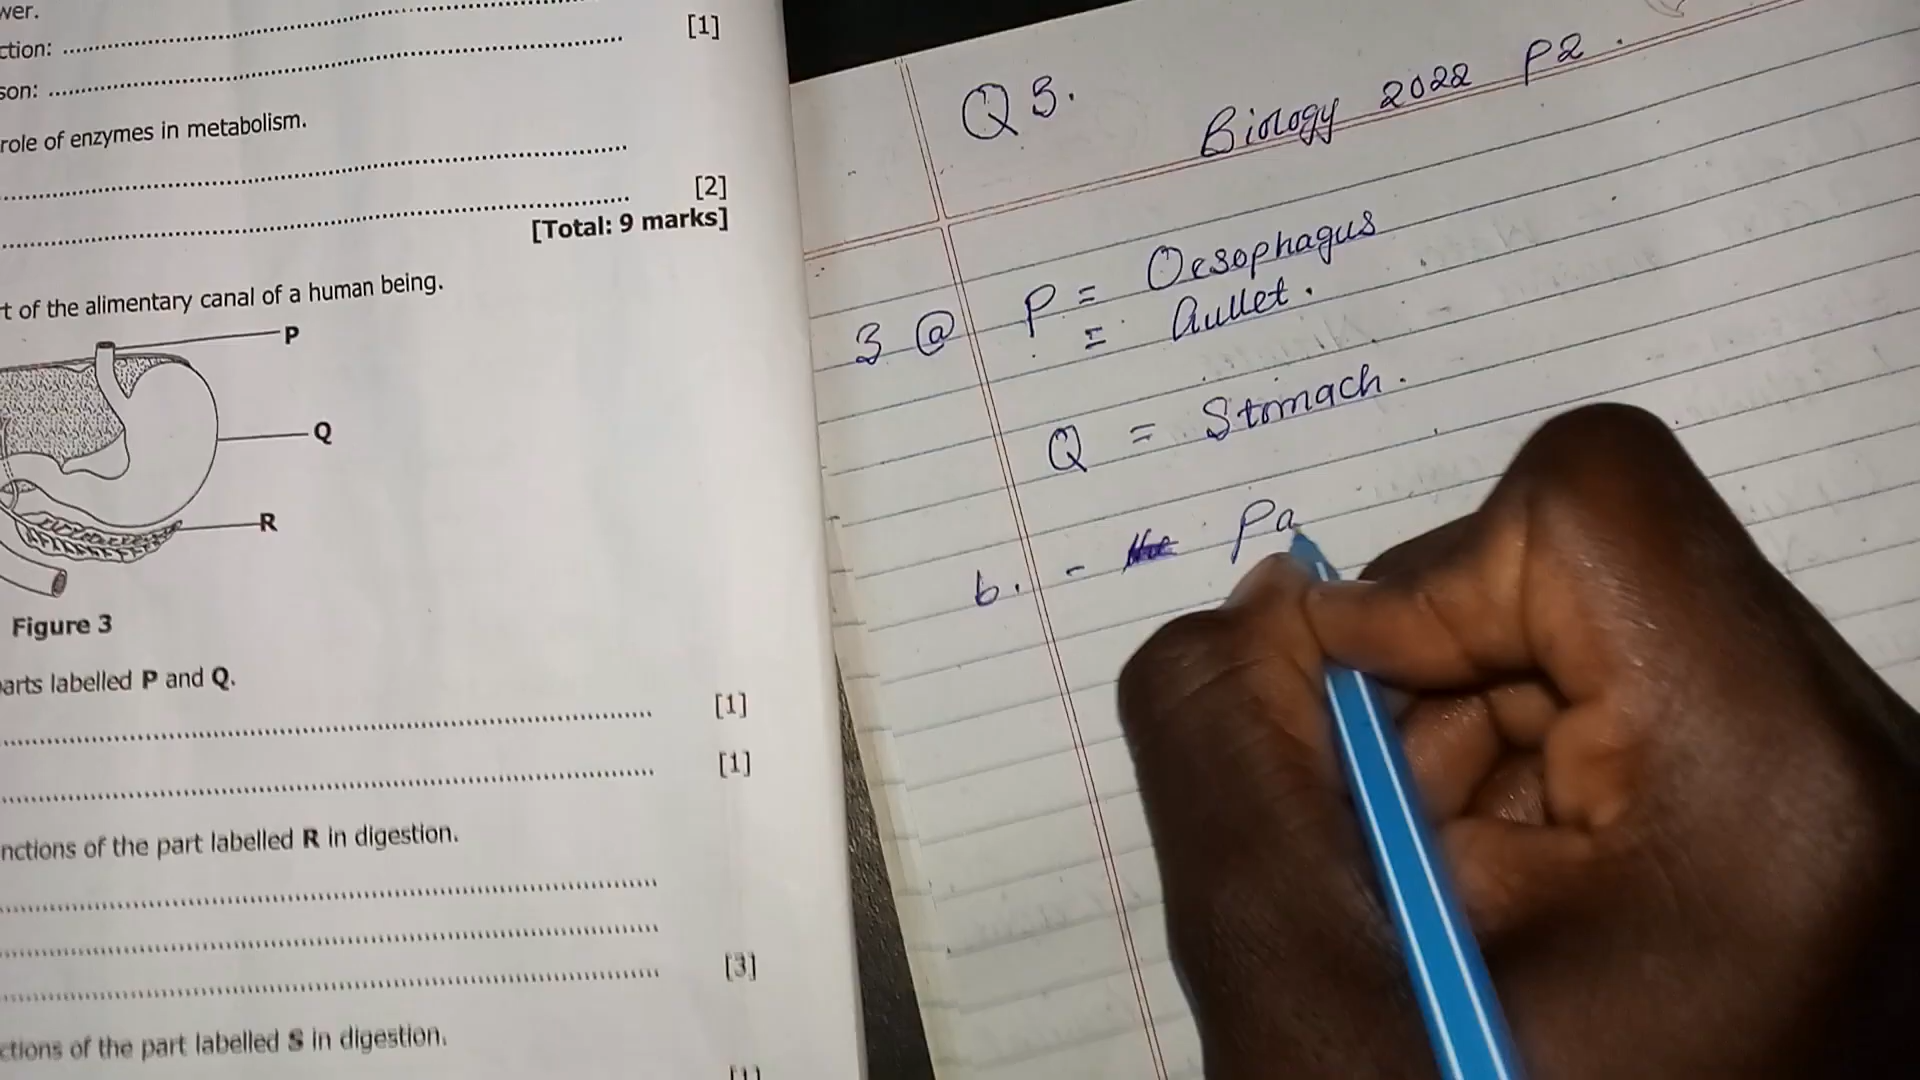 wer.
ction: ........................................
[1]
son: ........................................
role of enzymes in metabolism.
........................................
[2]
........................................
[Total: 9 marks]
t of the alimentary canal of a human being.
P
Q
R
Figure 3
arts labelled P and Q.
........................................ [1]
........................................ [1]
nctions of the part labelled R in digestion.
........................................
........................................
........................................ [3]
ctions of the part labelled S in digestion.
[1]
Q3.
Biology 2022 P2.
3 a P = Oesophagus
= Gullet.
Q = Stomach.
b. - Pa